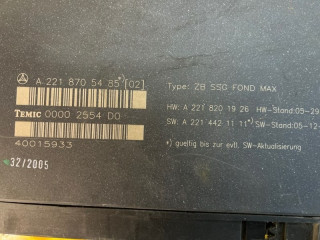 A 221 870 54 85*) [02]
Type: ZB SSG FOND MAX
HW: A 221 820 19 26 HW-Stand:05-29
TEMIC 00002554 D0
SW: A 221 442 11 11*) SW-Stand:05-12-
40015933
*) gueltig bis zur evtl. SW-Aktualisierung
32/2005